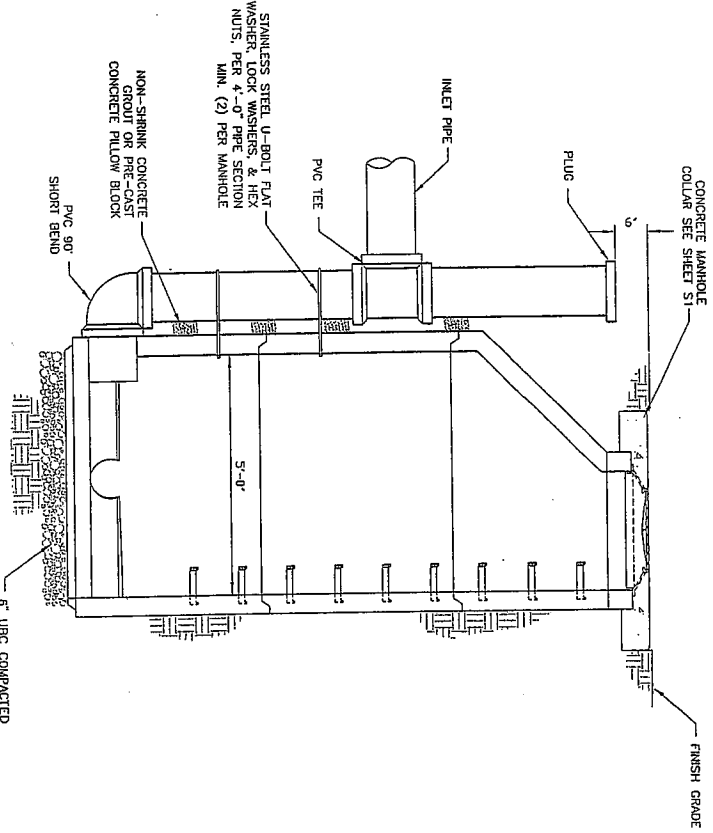 CONCRETE MANHOLE
COLLAR SEE SHEET S1
FINISH GRADE
PLUG
INLET PIPE
PVC TEE
STAINLESS STEEL U-BOLT FLAT
WASHER, LOCK WASHERS, & HEX
NUTS, PER 4'-0" PIPE SECTION
MIN. (2) PER MANHOLE
NON-SHRINK CONCRETE
GROUT OR PRE-CAST
CONCRETE PILLOW BLOCK
PVC 90°
SHORT BEND
5'-0"
6" UBC COMPACTED